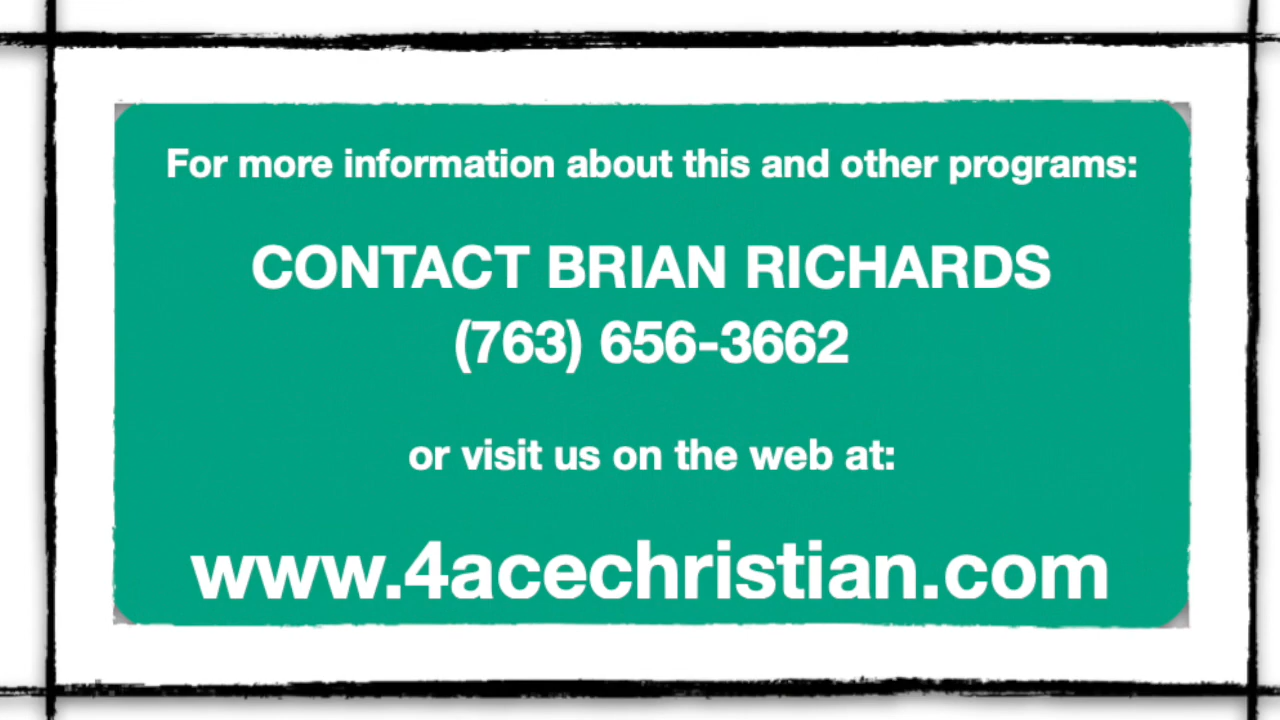 For more information about this and other programs:
CONTACT BRIAN RICHARDS
(763) 656-3662
or visit us on the web at:
www.4acechristian.com